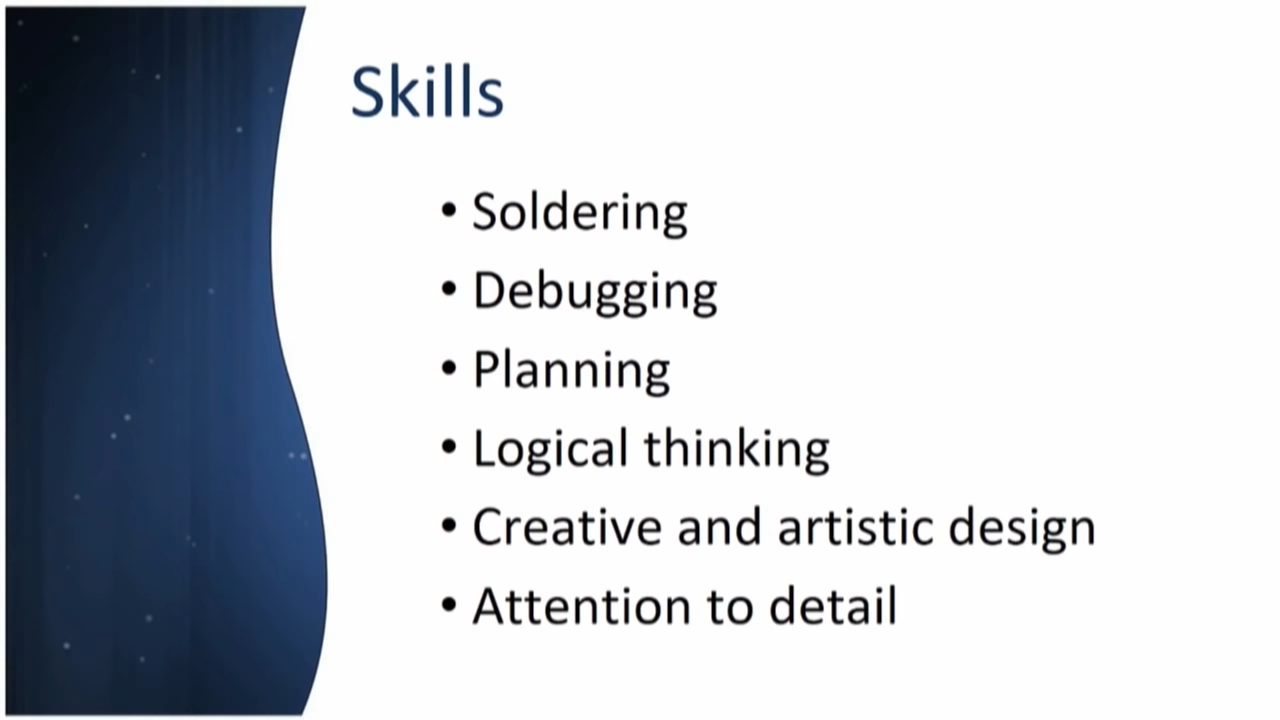 Skills
• Soldering
• Debugging
• Planning
• Logical thinking
• Creative and artistic design
• Attention to detail